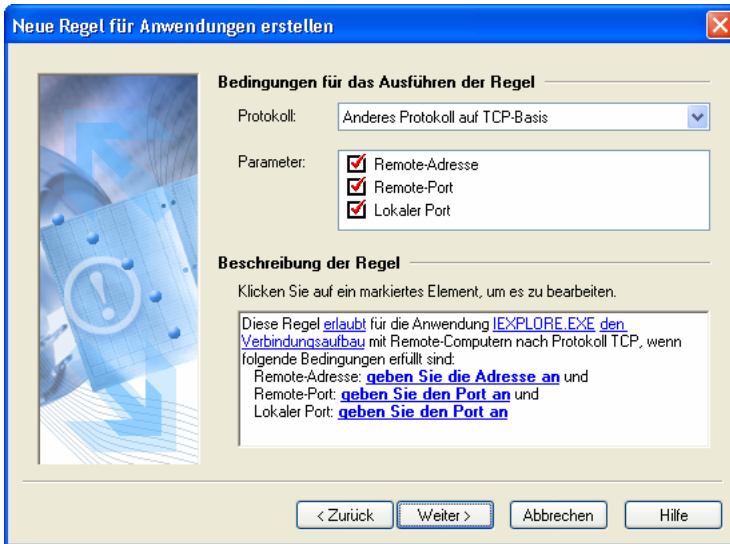 Neue Regel für Anwendungen erstellen
Bedingungen für das Ausführen der Regel
Protokoll: Anderes Protokoll auf TCP-Basis
Parameter: Remote-Adresse
Remote-Port
Lokaler Port
Beschreibung der Regel
Klicken Sie auf ein markiertes Element, um es zu bearbeiten.
Diese Regel erlaubt für die Anwendung IEXPLORE.EXE den
Verbindungsaufbau mit Remote-Computern nach Protokoll TCP, wenn
folgende Bedingungen erfüllt sind:
Remote-Adresse: geben Sie die Adresse an und
Remote-Port: geben Sie den Port an und
Lokaler Port: geben Sie den Port an
< Zurück Weiter > Abbrechen Hilfe